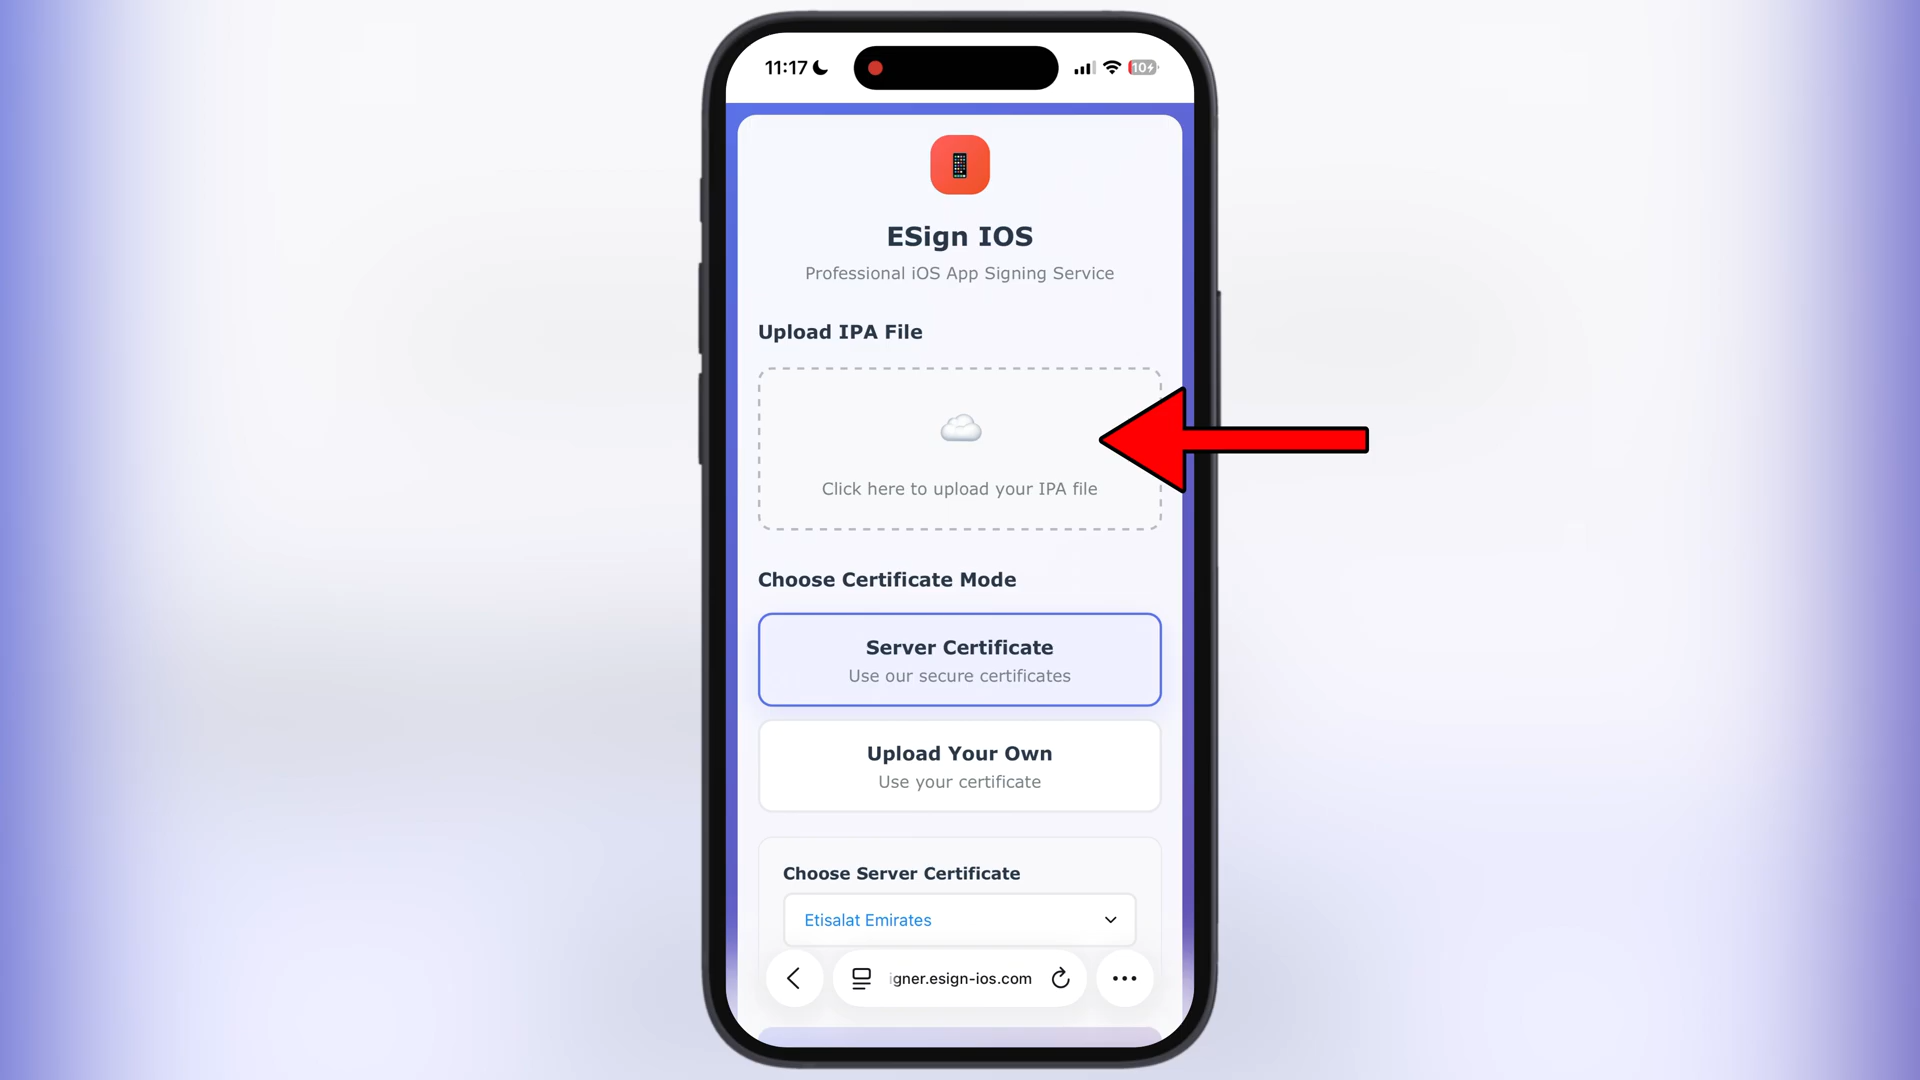 11:17
10
ESign IOS
Professional iOS App Signing Service
Upload IPA File
Click here to upload your IPA file
Choose Certificate Mode
Server Certificate
Use our secure certificates
Upload Your Own
Use your certificate
Choose Server Certificate
Etisalat Emirates
igner.esign-ios.com